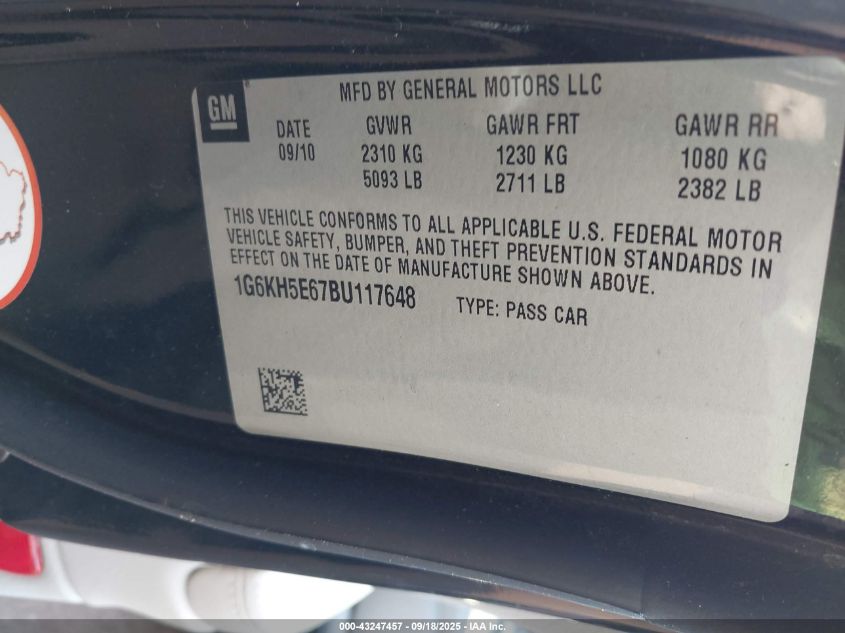 GM
MFD BY GENERAL MOTORS LLC
DATE GVWR GAWR FRT GAWR RR
09/10 2310 KG 1230 KG 1080 KG
5093 LB 2711 LB 2382 LB
THIS VEHICLE CONFORMS TO ALL APPLICABLE U.S. FEDERAL MOTOR
VEHICLE SAFETY, BUMPER, AND THEFT PREVENTION STANDARDS IN
EFFECT ON THE DATE OF MANUFACTURE SHOWN ABOVE.
1G6KH5E67BU117648 TYPE: PASS CAR
000-43247457 - 09/18/2025 - IAA Inc.